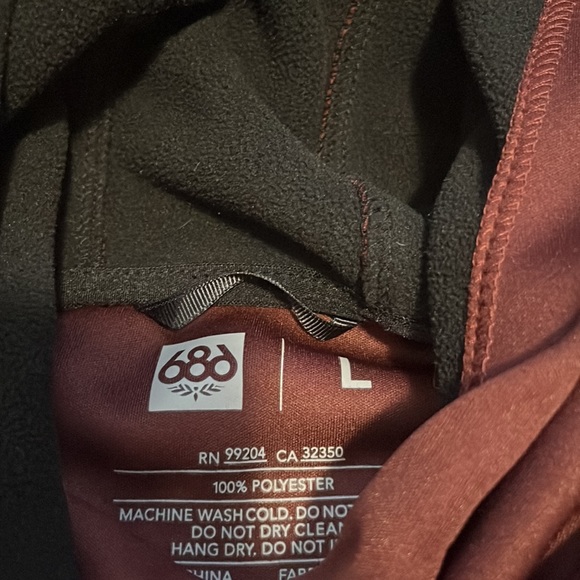 686 L
RN 99204 CA 32350
100% POLYESTER
MACHINE WASH COLD. DO NOT
DO NOT DRY CLEAN
HANG DRY. DO NOT
CHINA